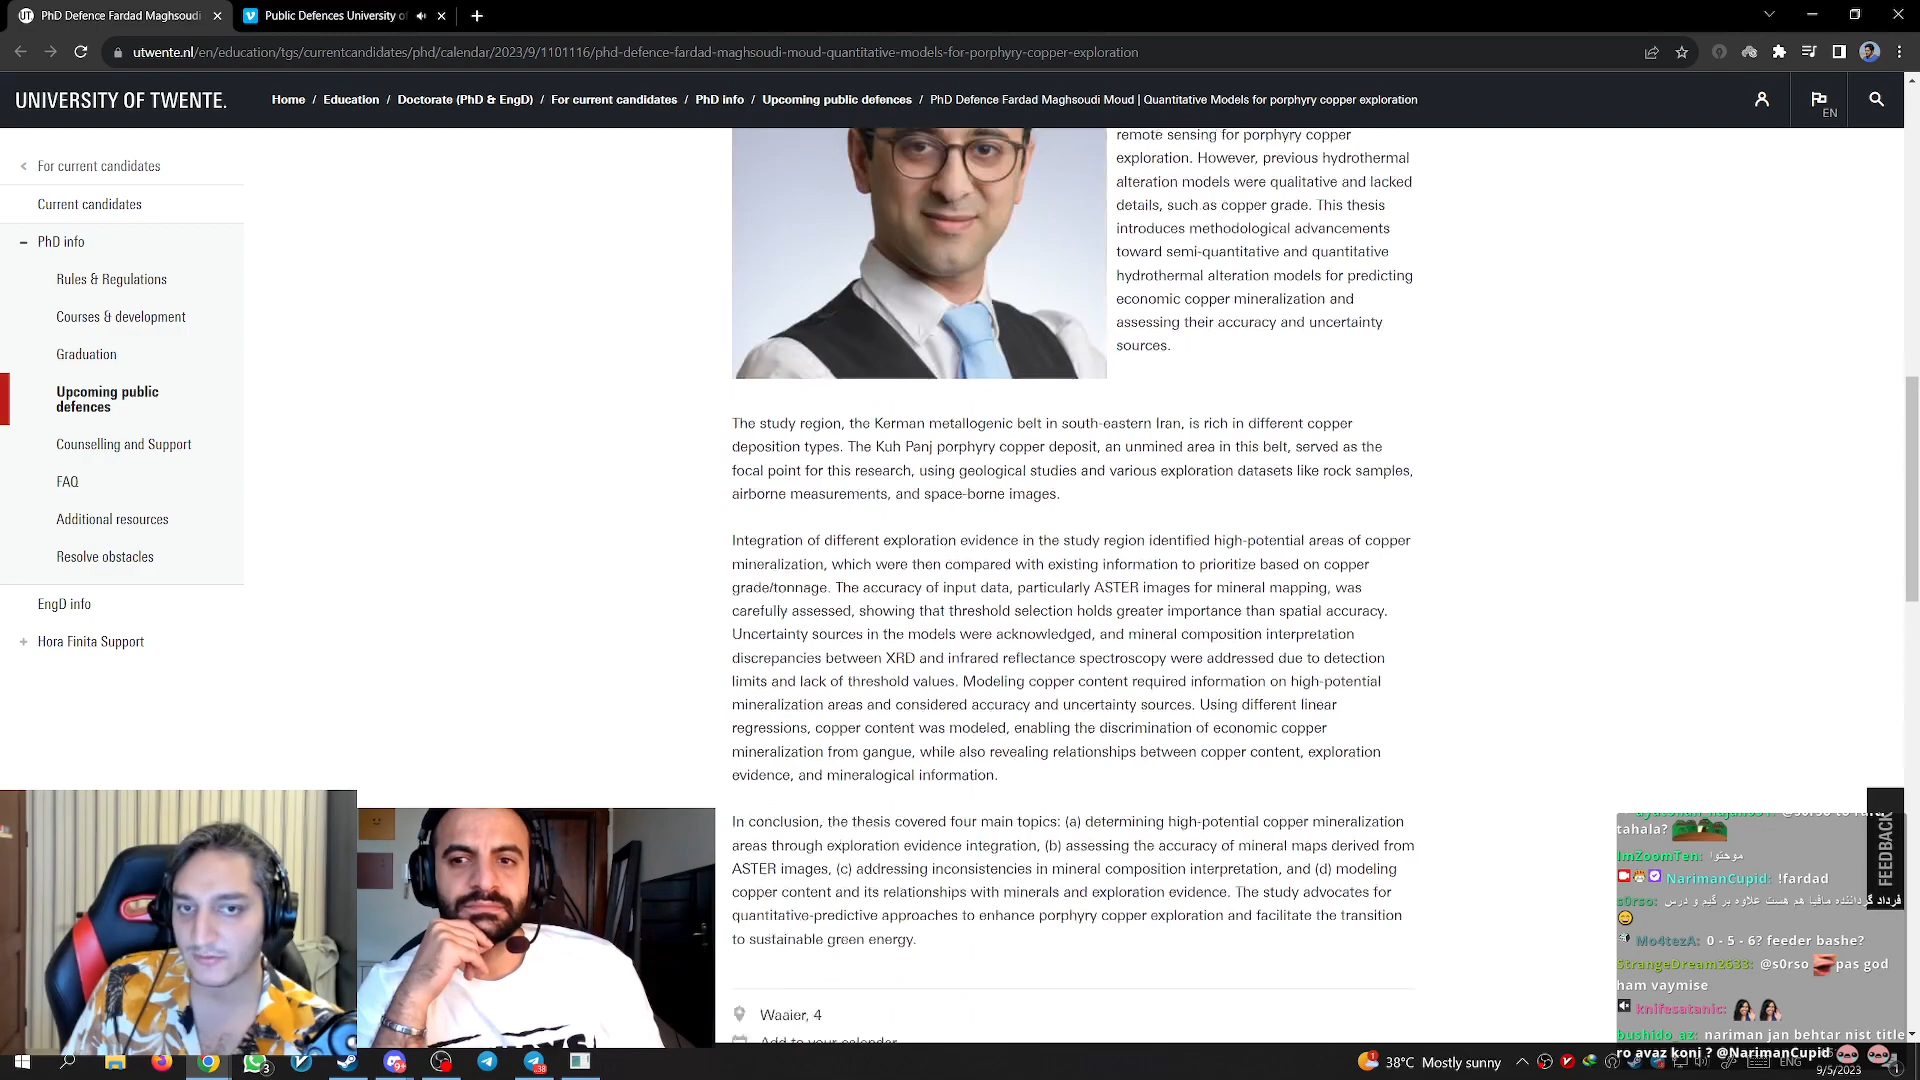 PhD Defence Fardad Maghsoudi
Public Defences University of
utwente.nl/en/education/tgs/currentcandidates/phd/calendar/2023/9/1101116/phd-defence-fardad-maghsoudi-moud-quantitative-models-for-porphyry-copper-exploration
UNIVERSITY OF TWENTE.
Home / Education / Doctorate (PhD & EngD) / For current candidates / PhD info / Upcoming public defences / PhD Defence Fardad Maghsoudi Moud | Quantitative Models for porphyry copper exploration
EN
For current candidates
Current candidates
PhD info
Rules & Regulations
Courses & development
Graduation
Upcoming public
defences
Counselling and Support
FAQ
Additional resources
Resolve obstacles
EngD info
Hora Finita Support
remote sensing for porphyry copper
exploration. However, previous hydrothermal
alteration models were qualitative and lacked
details, such as copper grade. This thesis
introduces methodological advancements
toward semi-quantitative and quantitative
hydrothermal alteration models for predicting
economic copper mineralization and
assessing their accuracy and uncertainty
sources.
The study region, the Kerman metallogenic belt in south-eastern Iran, is rich in different copper
deposition types. The Kuh Panj porphyry copper deposit, an unmined area in this belt, served as the
focal point for this research, using geological studies and various exploration datasets like rock samples,
airborne measurements, and space-borne images.
Integration of different exploration evidence in the study region identified high-potential areas of copper
mineralization, which were then compared with existing information to prioritize based on copper
grade/tonnage. The accuracy of input data, particularly ASTER images for mineral mapping, was
carefully assessed, showing that threshold selection holds greater importance than spatial accuracy.
Uncertainty sources in the models were acknowledged, and mineral composition interpretation
discrepancies between XRD and infrared reflectance spectroscopy were addressed due to detection
limits and lack of threshold values. Modeling copper content required information on high-potential
mineralization areas and considered accuracy and uncertainty sources. Using different linear
regressions, copper content was modeled, enabling the discrimination of economic copper
mineralization from gangue, while also revealing relationships between copper content, exploration
evidence, and mineralogical information.
In conclusion, the thesis covered four main topics: (a) determining high-potential copper mineralization
areas through exploration evidence integration, (b) assessing the accuracy of mineral maps derived from
ASTER images, (c) addressing inconsistencies in mineral composition interpretation, and (d) modeling
copper content and its relationships with minerals and exploration evidence. The study advocates for
quantitative-predictive approaches to enhance porphyry copper exploration and facilitate the transition
to sustainable green energy.
Waaier, 4
Add to your calendar
FEEDBACK
tahala?
ImZoomTen: موحتوا
NarimanCupid: !fardad
s0rso: فرداد گرداننده مافیا هم هست علاوه بر گیم و درس
Mo4tezA: 0 - 5 - 6? feeder bashe?
StrangeDream2633: @s0rso pas god
ham vaymise
knifesatanic:
bushido_az: nariman jan behtar nist title
ro avaz koni ? @NarimanCupid
38°C Mostly sunny
ENG
9/5/2023